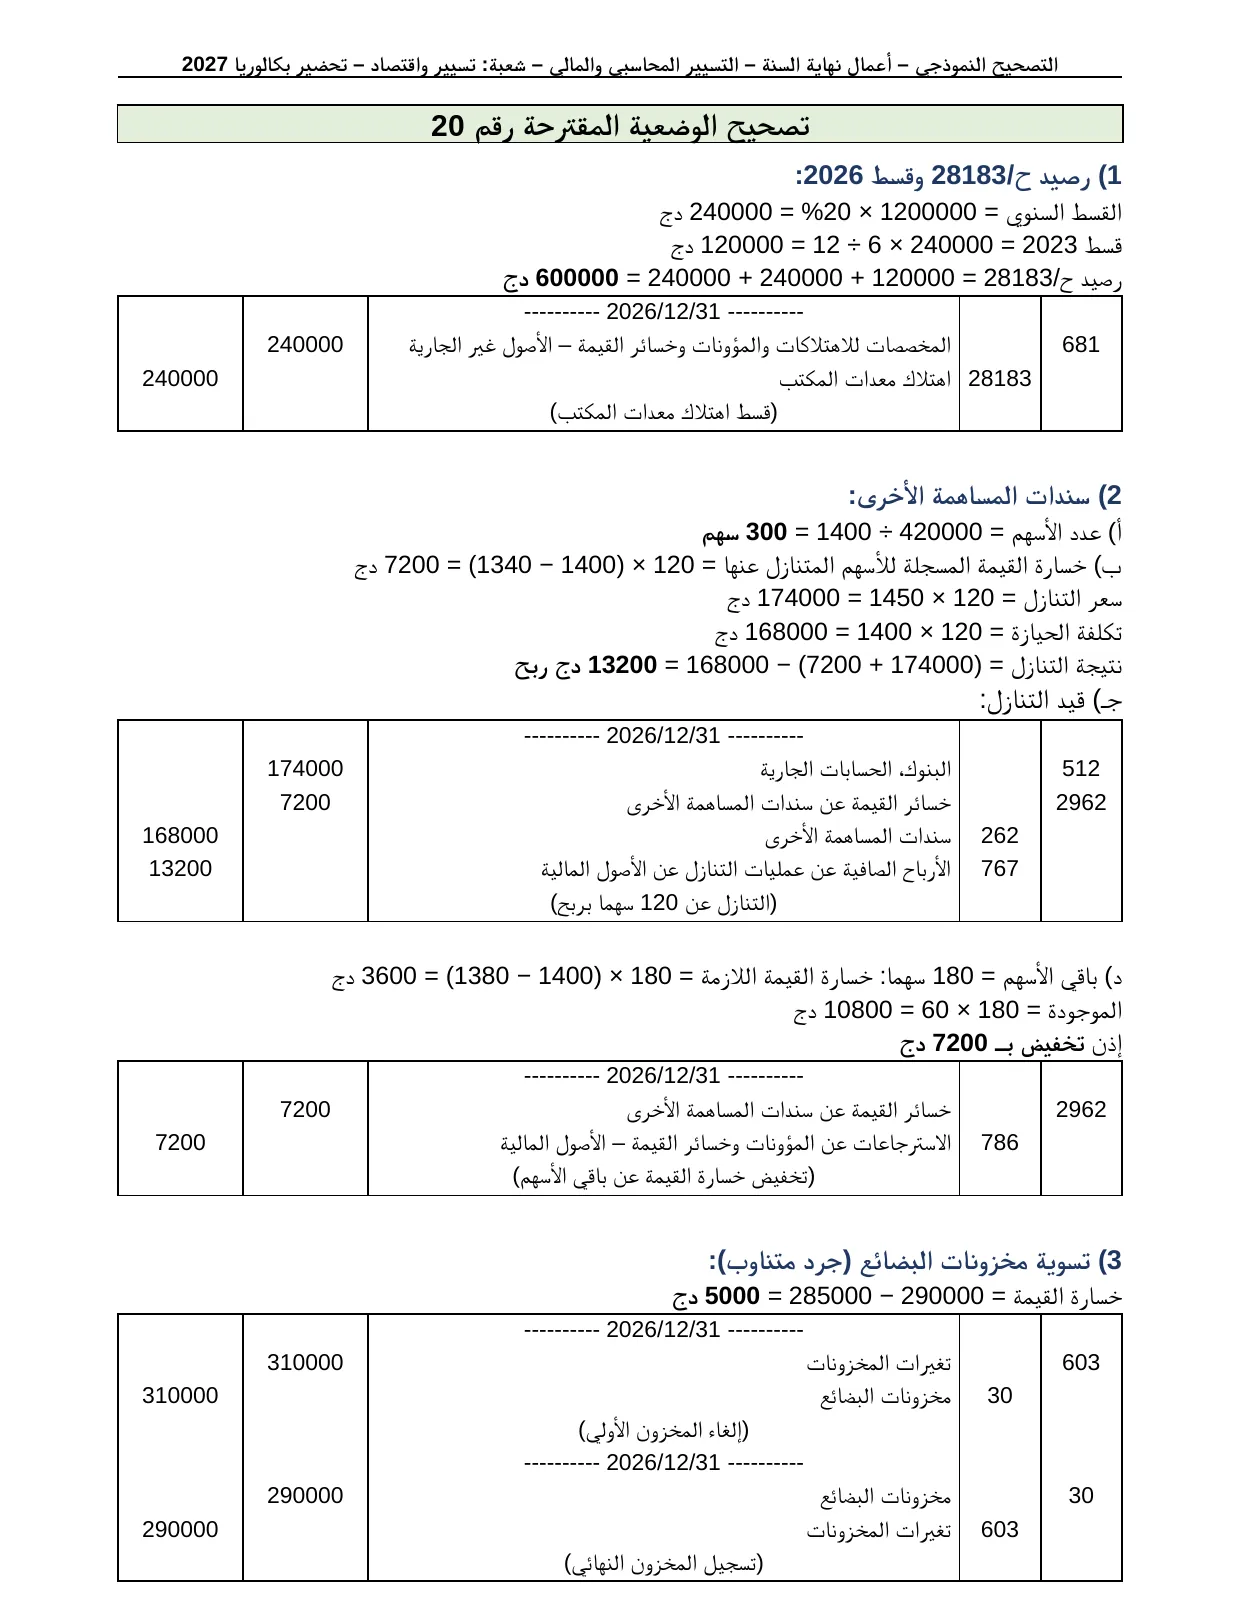 التصحيح النموذجي – أعمال نهاية السنة – التسيير المحاسبي والمالي – شعبة: تسيير واقتصاد – تحضير بكالوريا 2027
تصحيح الوضعية المقترحة رقم 20
1) رصيد ح/28183 وقسط 2026:
القسط السنوي = 1200000 × 20% = 240000 دج
قسط 2023 = 240000 × 6 ÷ 12 = 120000 دج
رصيد ح/28183 = 120000 + 240000 + 240000 = 600000 دج
---------- 2026/12/31 ----------
681 المخصصات للاهتلاكات والمؤونات وخسائر القيمة – الأصول غير الجارية 240000
28183 اهتلاك معدات المكتب 240000
(قسط اهتلاك معدات المكتب)
2) سندات المساهمة الأخرى:
أ) عدد الأسهم = 420000 ÷ 1400 = 300 سهم
ب) خسارة القيمة المسجلة للأسهم المتنازل عنها = 120 × (1400 − 1340) = 7200 دج
سعر التنازل = 120 × 1450 = 174000 دج
تكلفة الحيازة = 120 × 1400 = 168000 دج
نتيجة التنازل = (174000 + 7200) − 168000 = 13200 دج ربح
جـ) قيد التنازل:
---------- 2026/12/31 ----------
512 البنوك، الحسابات الجارية 174000
2962 خسائر القيمة عن سندات المساهمة الأخرى 7200
262 سندات المساهمة الأخرى 168000
767 الأرباح الصافية عن عمليات التنازل عن الأصول المالية 13200
(التنازل عن 120 سهما بربح)
د) باقي الأسهم = 180 سهما: خسارة القيمة اللازمة = 180 × (1400 − 1380) = 3600 دج
الموجودة = 180 × 60 = 10800 دج
إذن تخفيض بــ 7200 دج
---------- 2026/12/31 ----------
2962 خسائر القيمة عن سندات المساهمة الأخرى 7200
786 الاسترجاعات عن المؤونات وخسائر القيمة – الأصول المالية 7200
(تخفيض خسارة القيمة عن باقي الأسهم)
3) تسوية مخزونات البضائع (جرد متناوب):
خسارة القيمة = 290000 − 285000 = 5000 دج
---------- 2026/12/31 ----------
603 تغيرات المخزونات 310000
30 مخزونات البضائع 310000
(إلغاء المخزون الأولي)
---------- 2026/12/31 ----------
30 مخزونات البضائع 290000
603 تغيرات المخزونات 290000
(تسجيل المخزون النهائي)